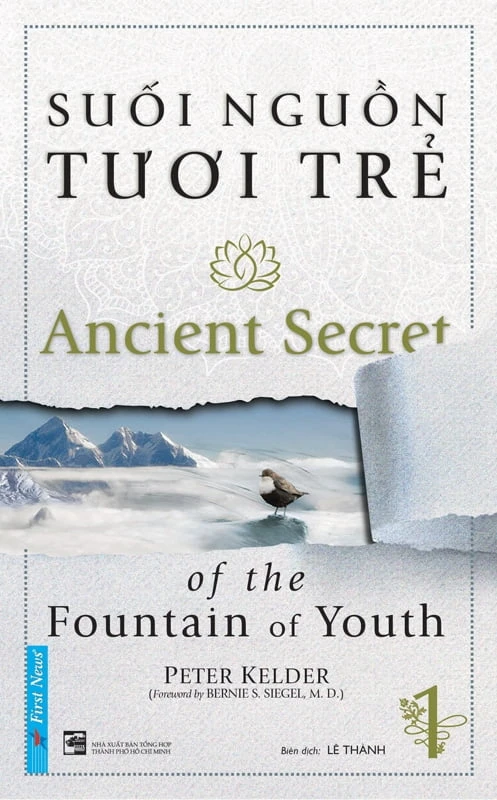 SUỐI NGUỒN
TƯƠI TRẺ
Ancient Secret
of the
Fountain of Youth
PETER KELDER
(Foreword by BERNIE S. SIEGEL, M. D.)
First News
NHÀ XUẤT BẢN TỔNG HỢP
THÀNH PHỐ HỒ CHÍ MINH
Biên dịch: LÊ THÀNH
1